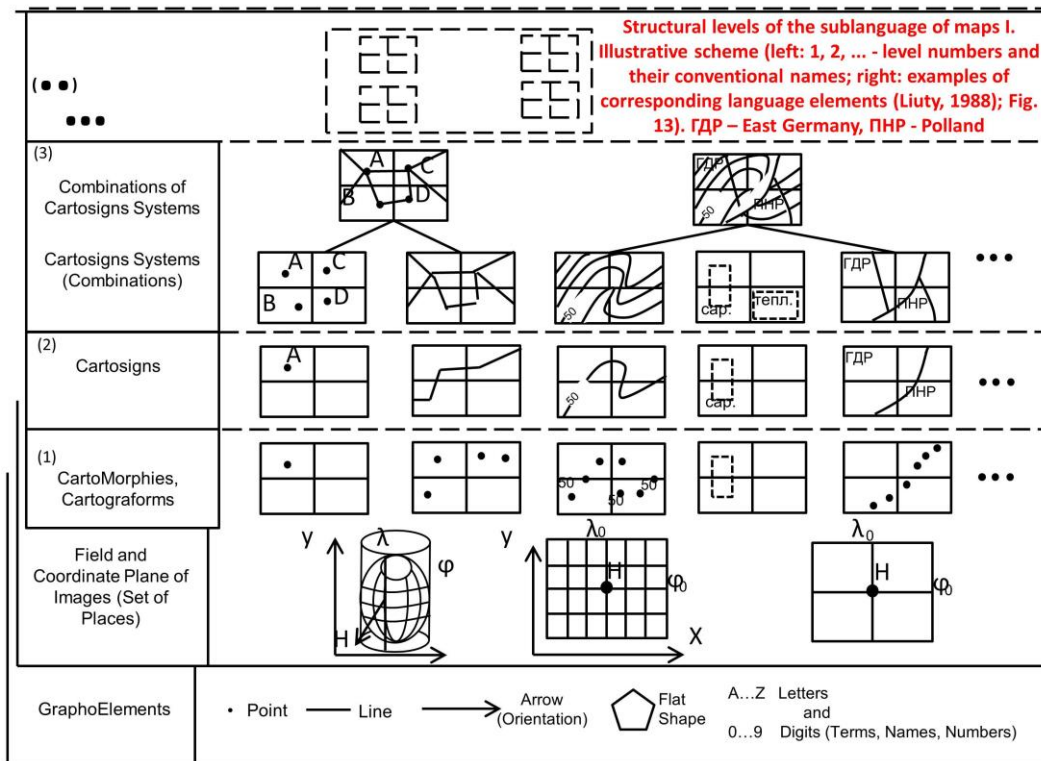 Structural levels of the sublanguage of maps I.
Illustrative scheme (left: 1, 2, ... - level numbers and
their conventional names; right: examples of
corresponding language elements (Liuty, 1988); Fig.
13). ГДР – East Germany, ПНР - Polland
(3)
Combinations of
Cartosigns Systems
A
C
B
D
ГДР
50
ПНР
Cartosigns Systems
(Combinations)
A
C
B
D
50
сар.
тепл.
ГДР
ПНР
(2)
Cartosigns
A
50
сар.
ГДР
ПНР
(1)
CartoMorphies,
Cartograforms
50
50
50
Field and
Coordinate Plane of
Images (Set of
Places)
y
λ
φ
H
y
λ0
H
φ0
X
λ0
H
φ0
GraphoElements
Point
Line
Arrow
(Orientation)
Flat
Shape
A...Z Letters
and
0...9 Digits (Terms, Names, Numbers)